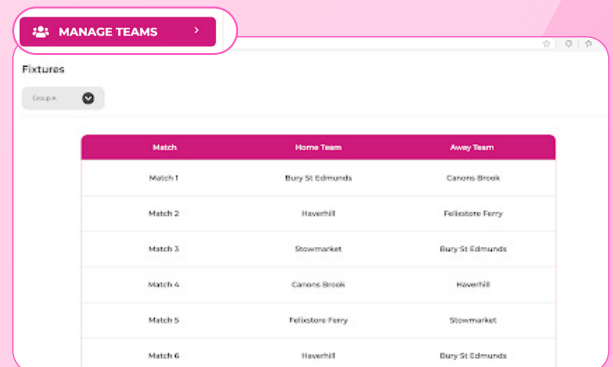 MANAGE TEAMS
Fixtures
Group A
Match Home Team Away Team
Match 1 Bury St Edmunds Canons Brook
Match 2 Haverhill Felixstore Ferry
Match 3 Stowmarket Bury St Edmunds
Match 4 Canons Brook Haverhill
Match 5 Felixstore Ferry Stowmarket
Match 6 Haverhill Bury St Edmunds